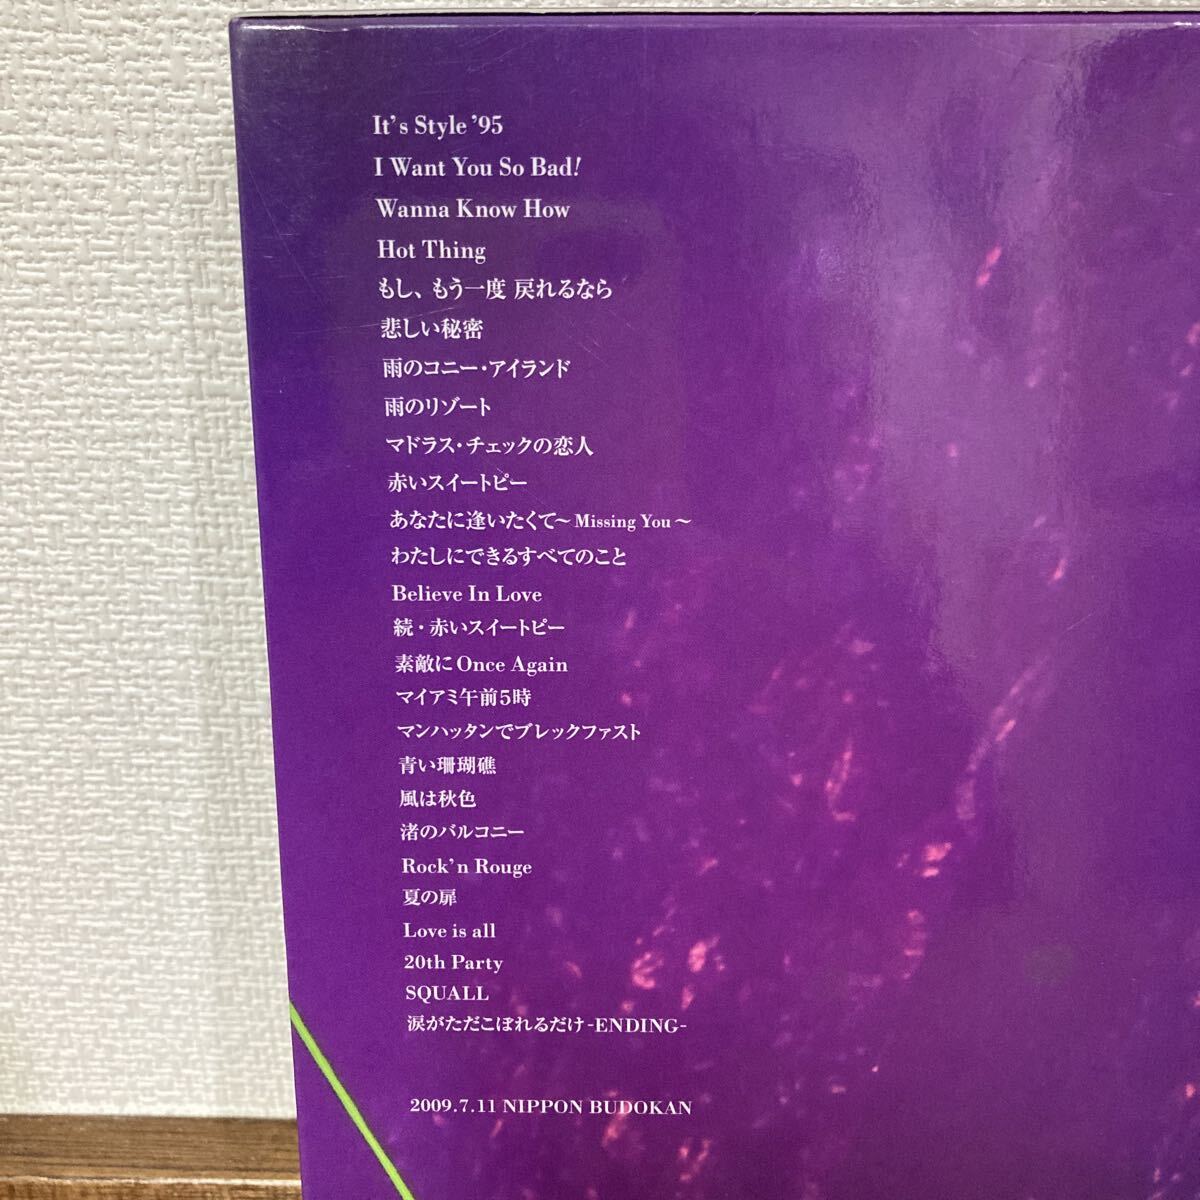 It's Style '95
I Want You So Bad!
Wanna Know How
Hot Thing
もし、もう一度 戻れるなら
悲しい秘密
雨のコニー・アイランド
雨のリゾート
マドラス・チェックの恋人
赤いスイートピー
あなたに逢いたくて〜Missing You〜
わたしにできるすべてのこと
Believe In Love
続・赤いスイートピー
素敵にOnce Again
マイアミ午前5時
マンハッタンでブレックファスト
青い珊瑚礁
風は秋色
渚のバルコニー
Rock'n Rouge
夏の扉
Love is all
20th Party
SQUALL
涙がただこぼれるだけ-ENDING-
2009.7.11 NIPPON BUDOKAN